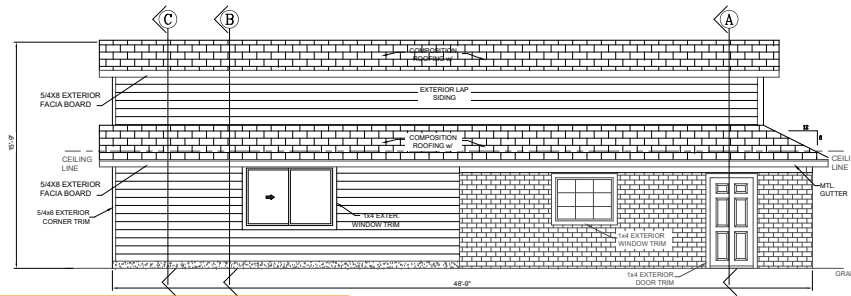 C
B
A
COMPOSITION
ROOFING w/
5/4X8 EXTERIOR
FACIA BOARD
EXTERIOR LAP
SIDING
12
6
15'-9"
COMPOSITION
ROOFING w/
CEILING
LINE
CEILI
LINE
5/4X8 EXTERIOR
FACIA BOARD
MTL.
GUTTER
5/4x6 EXTERIOR
CORNER TRIM
1x4 EXTER.
WINDOW TRIM
1x4 EXTERIOR
WINDOW TRIM
1x4 EXTERIOR
DOOR TRIM
GRA
48'-9"